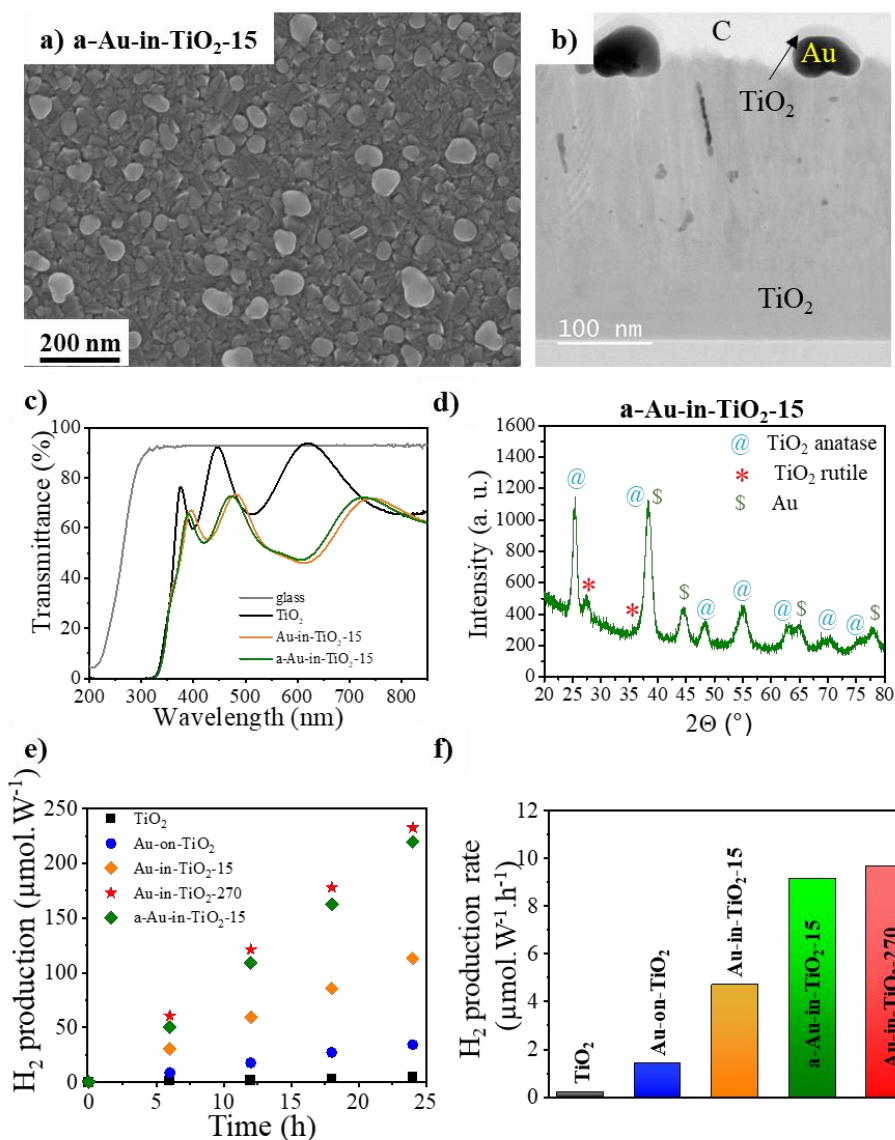 a) a-Au-in-TiO₂-15
200 nm
b)
C
Au
TiO₂
TiO₂
100 nm
c)
Transmittance (%)
100
80
60
40
20
0
glass
TiO₂
Au-in-TiO₂-15
a-Au-in-TiO₂-15
200 300 400 500 600 700 800
Wavelength (nm)
d)
a-Au-in-TiO₂-15
Intensity (a. u.)
1600
1400
1200
1000
800
600
400
200
0
@ TiO₂ anatase
* TiO₂ rutile
$ Au
@
*
*
@
$
$
@
@
@
$
@
@
$
20 25 30 35 40 45 50 55 60 65 70 75 80
2Θ (°)
e)
H₂ production (µmol.W⁻¹)
250
200
150
100
50
0
TiO₂
Au-on-TiO₂
Au-in-TiO₂-15
Au-in-TiO₂-270
a-Au-in-TiO₂-15
0 5 10 15 20 25
Time (h)
f)
H₂ production rate
(µmol.W⁻¹.h⁻¹)
12
10
8
6
4
2
0
TiO₂
Au-on-TiO₂
Au-in-TiO₂-15
a-Au-in-TiO₂-15
Au-in-TiO₂-270